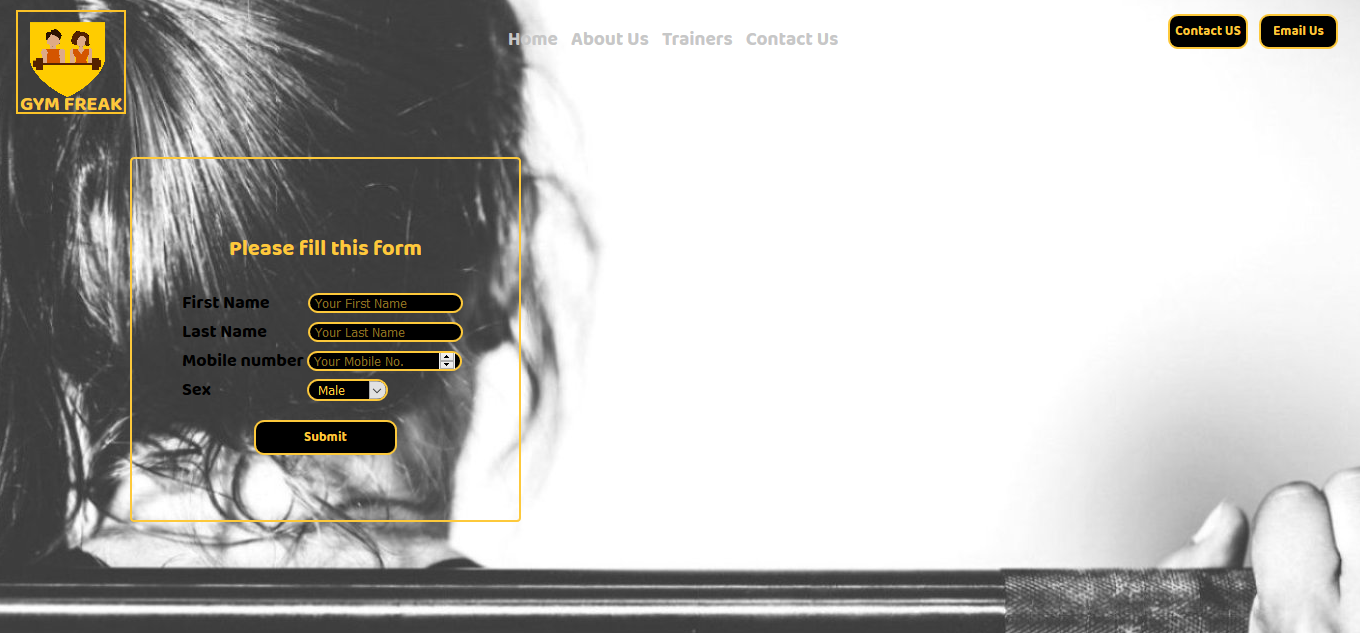 GYM FREAK
Home About Us Trainers Contact Us
Contact US Email Us
Please fill this form
First Name Your First Name
Last Name Your Last Name
Mobile number Your Mobile No.
Sex Male
Submit